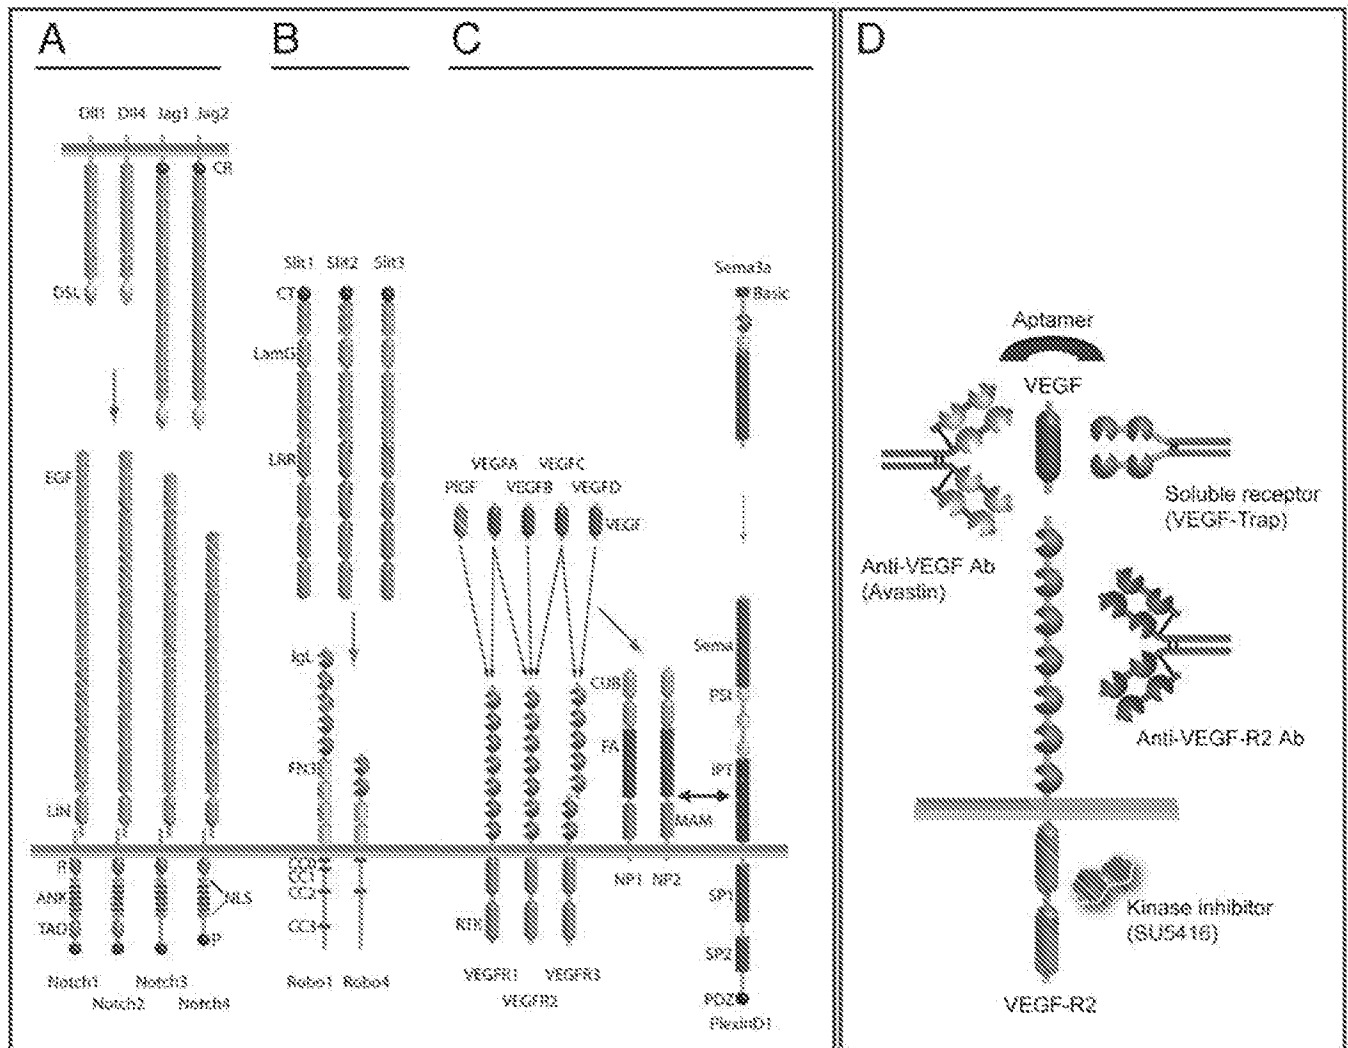 A
B
C
D
Dll1 Dll4 Jag1 Jag2
CR
DSL
EGF
LIN
R
ANK
TAD
NLS
P
Notch1
Notch2
Notch3
Notch4
Slit1 Slit2 Slit3
CT
LamG
LRR
IgL
FN3
CC0
CC1
CC2
CC3
Robo1 Robo4
VEGFA VEGFC
PlGF VEGFB VEGFD
VEGF
CUB
FA
MAM
NP1 NP2
RTK
VEGFR1 VEGFR3
VEGFR2
Sema3a
Basic
Sema
PSI
IPT
SP1
SP2
PDZ
PlexinD1
Aptamer
VEGF
Soluble receptor
(VEGF-Trap)
Anti-VEGF Ab
(Avastin)
Anti-VEGF-R2 Ab
Kinase inhibitor
(SU5416)
VEGF-R2